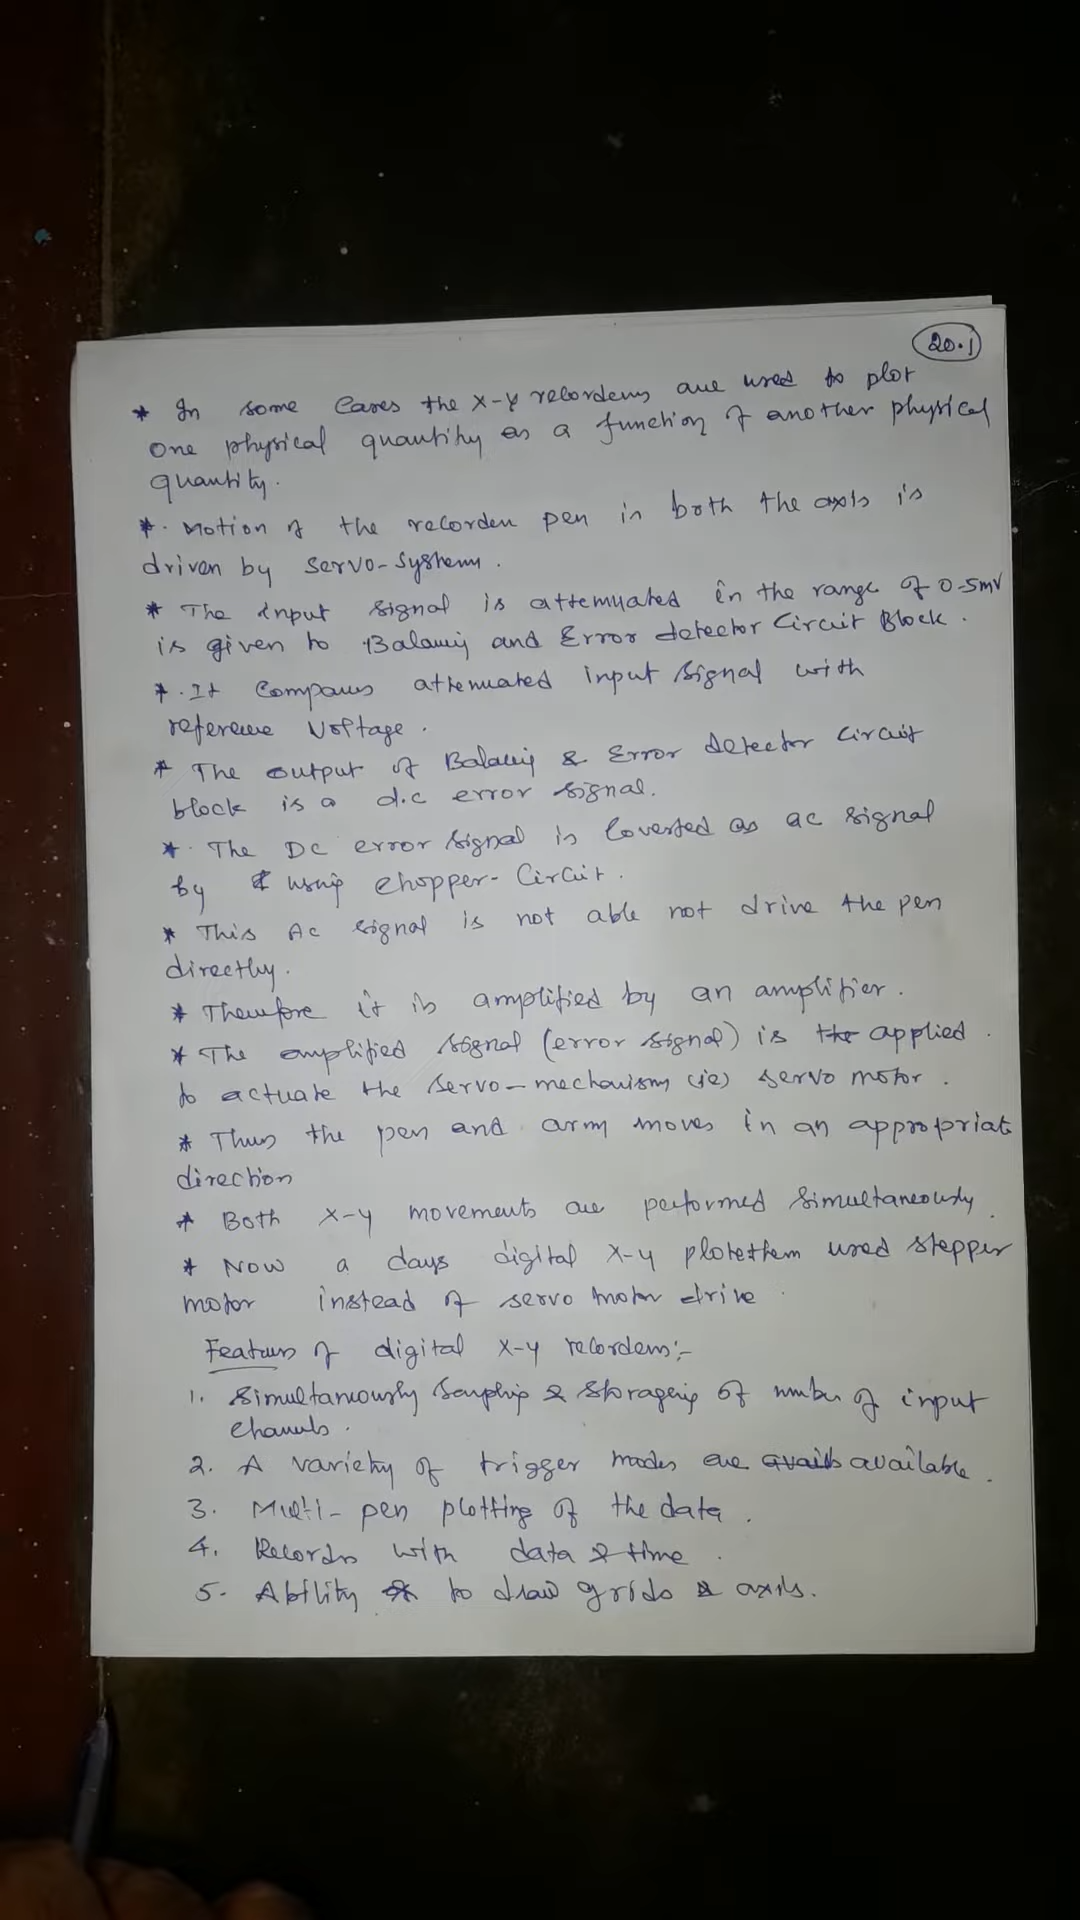 20.1
* In some cases the X-Y recorders are used to plot
one physical quantity as a function of another physical
quantity.
*. Motion of the recorder pen in both the axis is
driven by servo-systems.
* The input signal is attenuated in the range of 0-5mV
is given to Balancing and Error detector Circuit Block.
*. It Compares attenuated input signal with
reference Voltage.
* The output of Balancing & Error detector circuit
block is a d.c error signal.
*. The DC error signal is coverted as ac signal
by using chopper-Circuit.
* This AC signal is not able not drive the pen
directly.
* Therefore it is amplified by an amplifier.
* The amplified signal (error signal) is the applied
to actuate the servo-mechanism (ie) servo motor.
* Thus the pen and arm moves in an appropriate
direction
* Both X-Y movements are performed simultaneously.
* Now a days digital X-Y used stepper
motor instead of servo motor drive
Features of digital X-Y recorders:-
1. Simultaneously Sampling & storageing of number of input
channels.
2. A variety of trigger modes are avails available.
3. Multi-pen plotting of the data.
4. Records with data & time.
5. Ability to draw grids & axis.